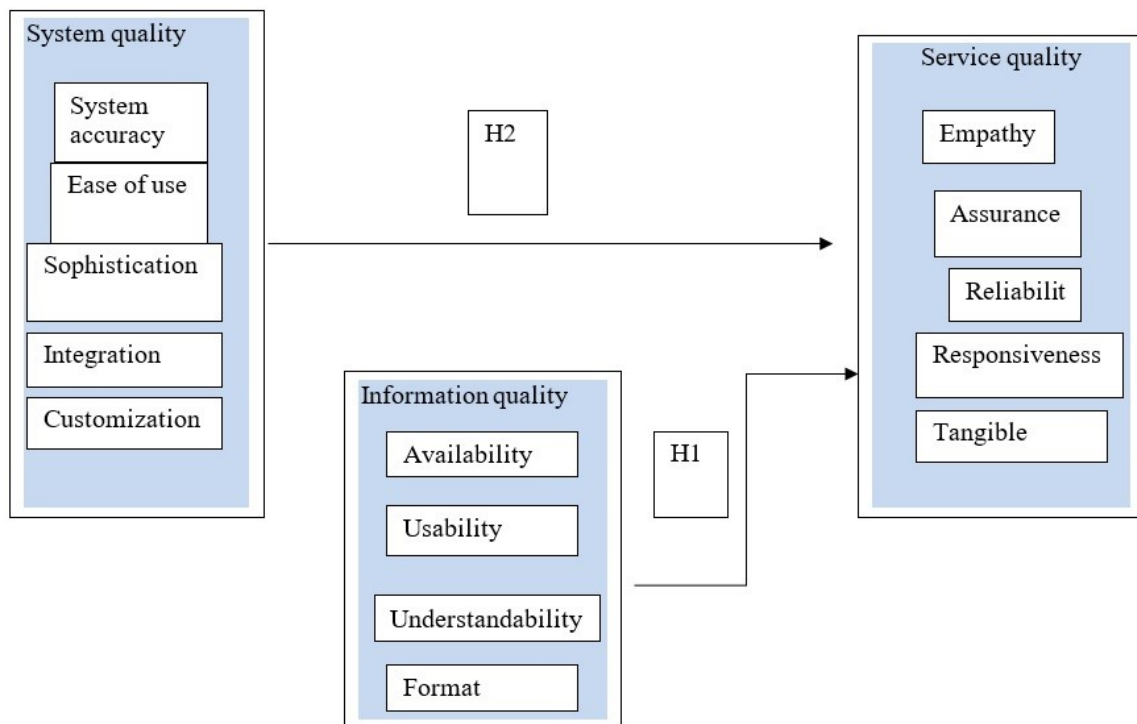 System quality
System
accuracy
Ease of use
Sophistication
Integration
Customization
H2
Information quality
Availability
Usability
Understandability
Format
H1
Service quality
Empathy
Assurance
Reliabilit
Responsiveness
Tangible